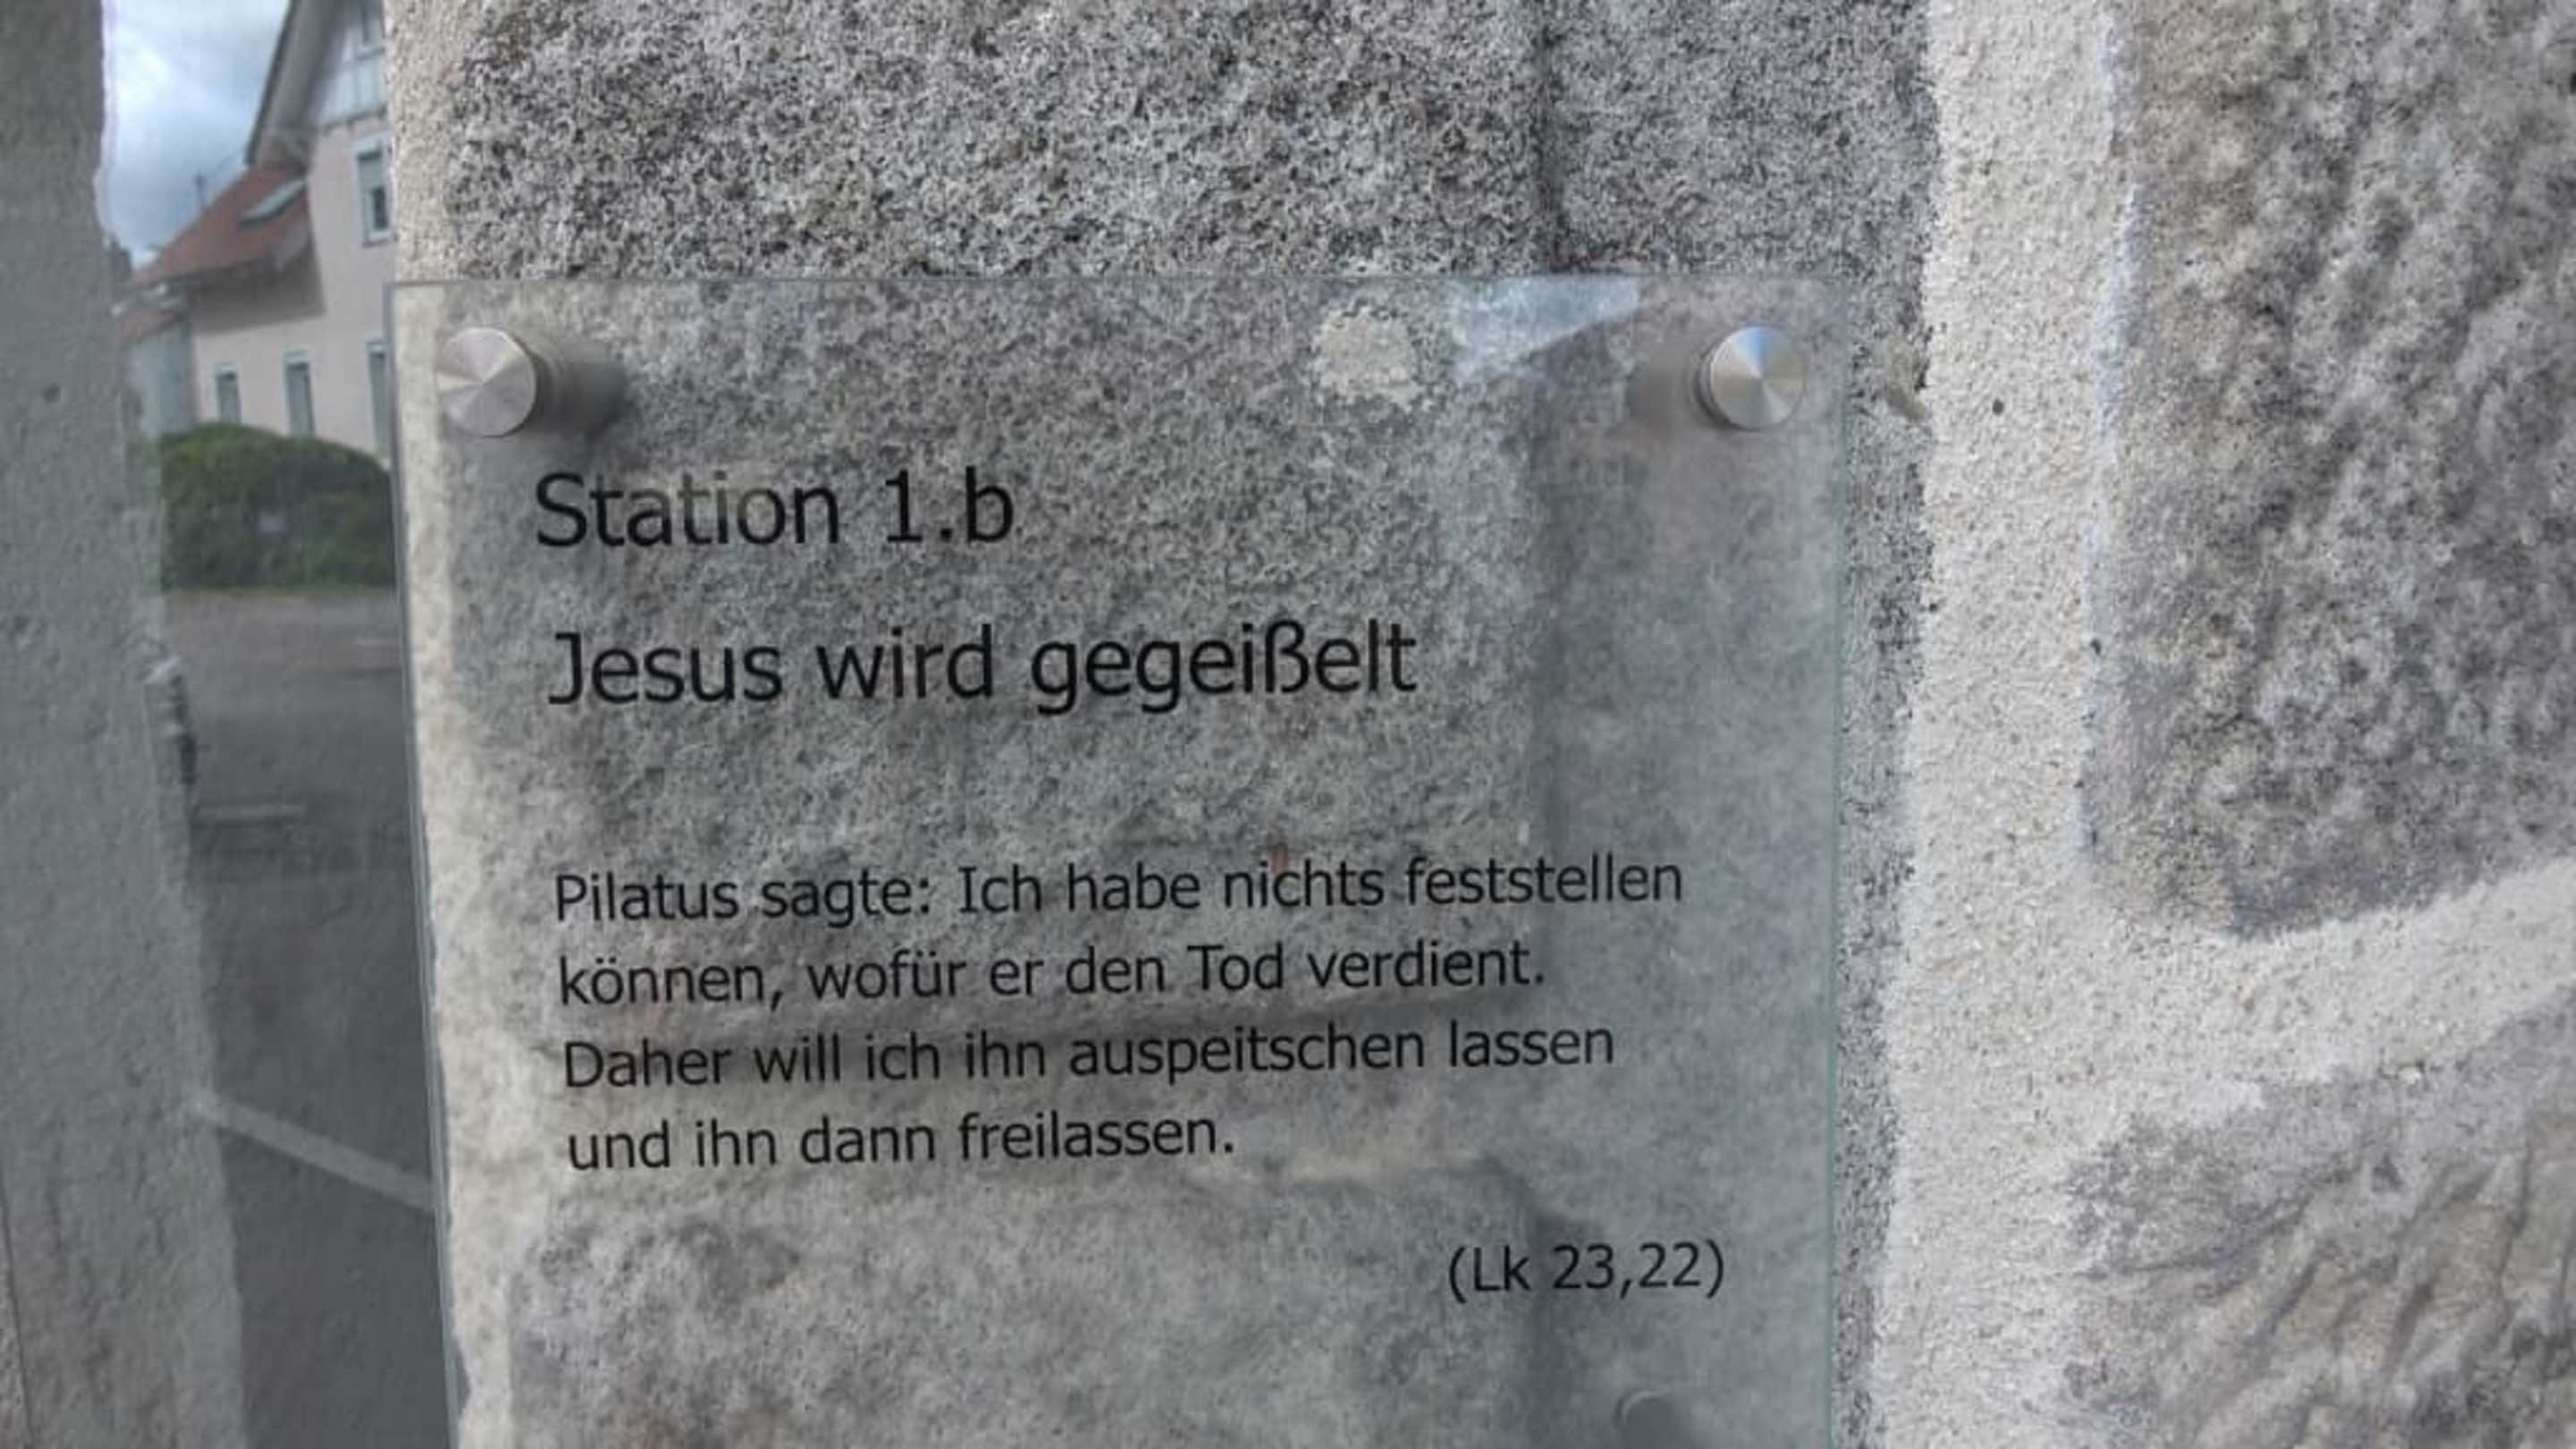 Station 1.b
Jesus wird gegeißelt
Pilatus sagte: Ich habe nichts feststellen
können, wofür er den Tod verdient.
Daher will ich ihn auspeitschen lassen
und ihn dann freilassen.
(Lk 23,22)